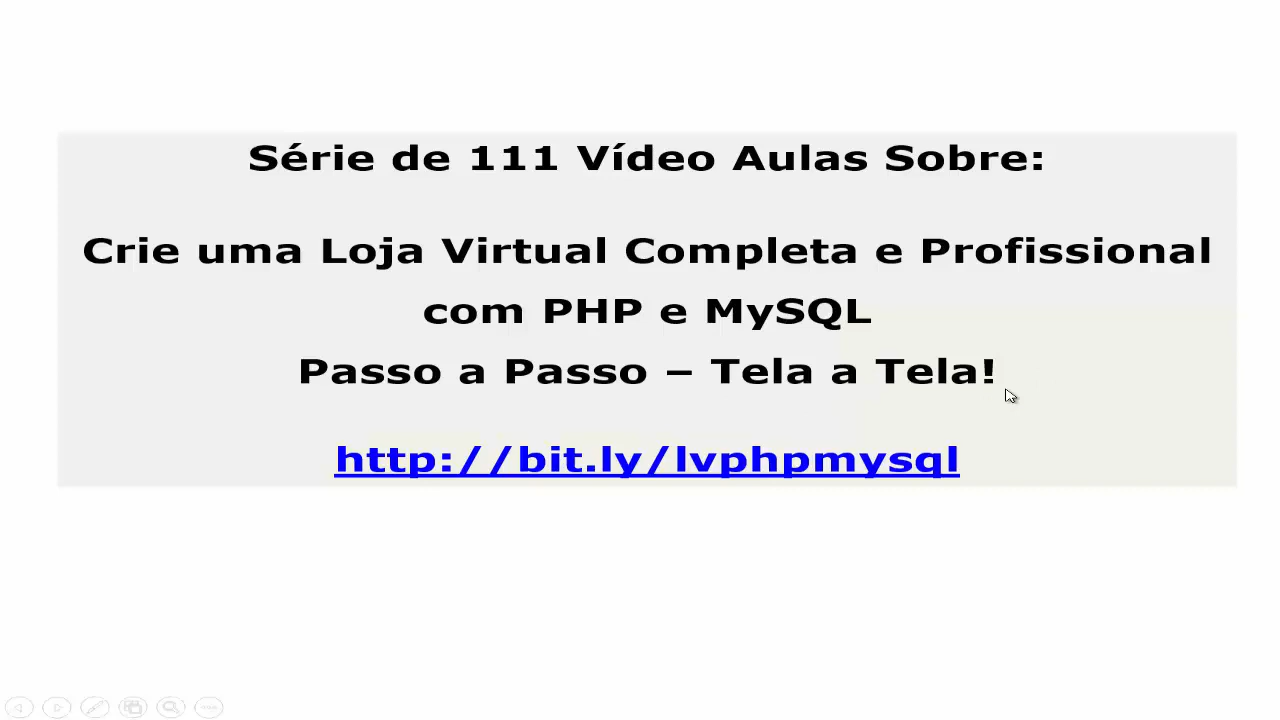 Série de 111 Vídeo Aulas Sobre:
Crie uma Loja Virtual Completa e Profissional
com PHP e MySQL
Passo a Passo – Tela a Tela!
http://bit.ly/lvphpmysql